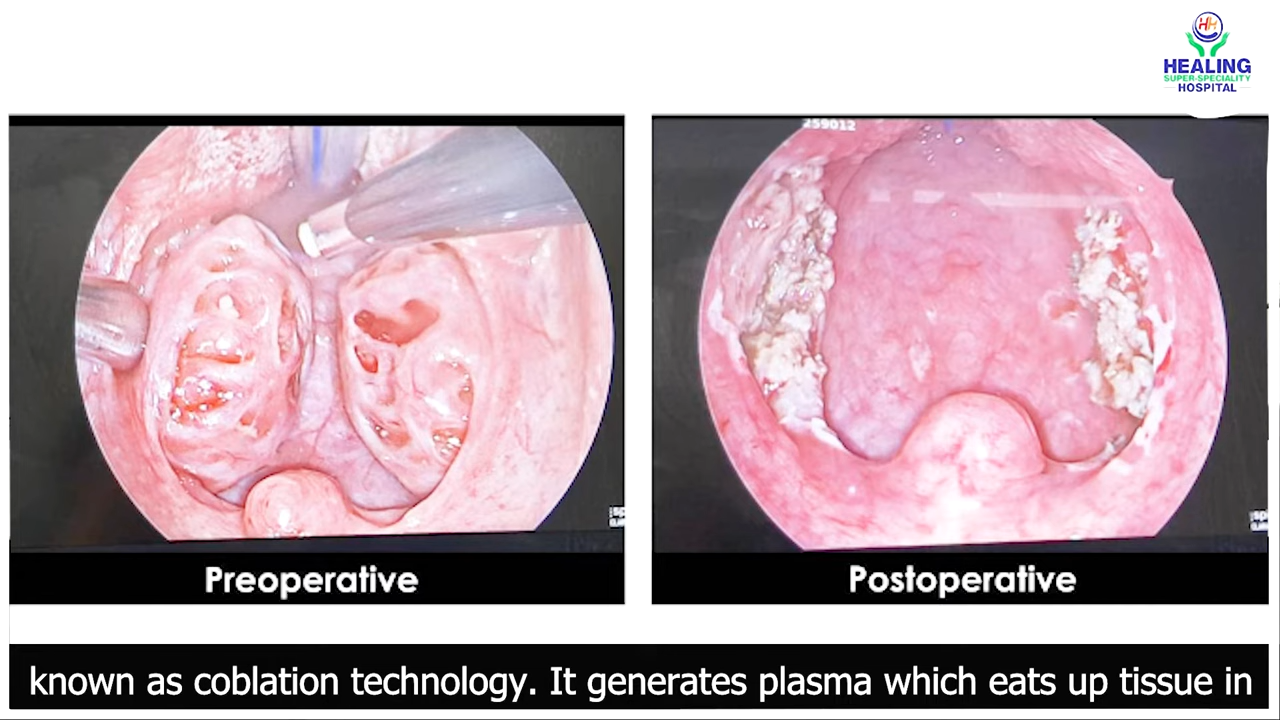 HM
HEALING
SUPER-SPECIALITY
HOSPITAL
259012
Preoperative
Postoperative
known as coblation technology. It generates plasma which eats up tissue in